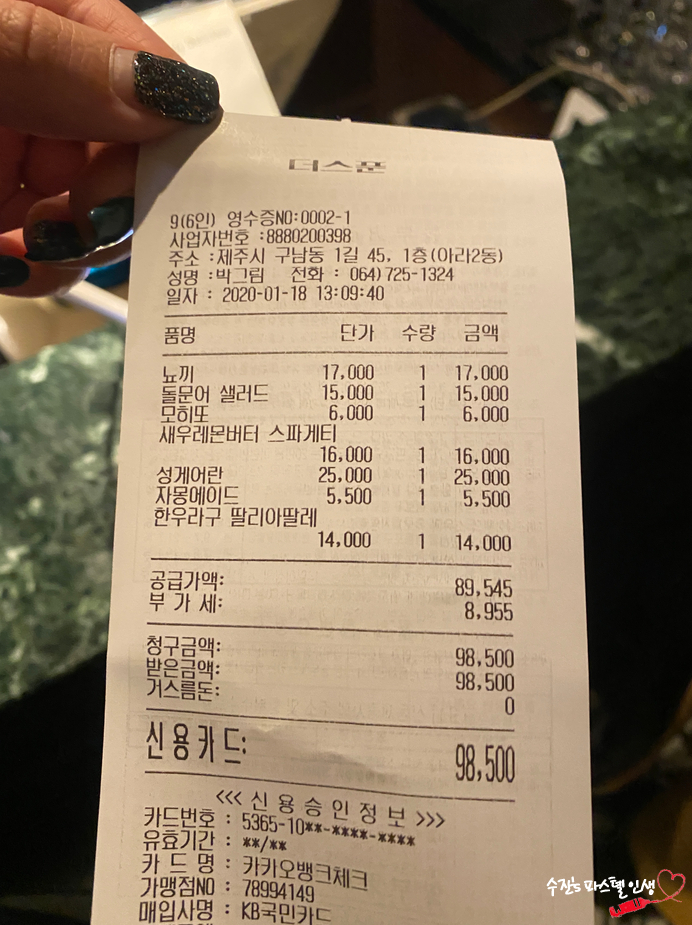 더스푼
9(6인) 영수증NO:0002-1
사업자번호 :8880200398
주소 :제주시 구남동 1길 45, 1층(아라2동)
성명 :박그림 전화 : 064)725-1324
일자 : 2020-01-18 13:09:40
품명 단가 수량 금액
뇨끼 17,000 1 17,000
돌문어 샐러드 15,000 1 15,000
모히또 6,000 1 6,000
새우레몬버터 스파게티
16,000 1 16,000
성게어란 25,000 1 25,000
자몽에이드 5,500 1 5,500
한우라구 딸리아딸레
14,000 1 14,000
공급가액: 89,545
부 가 세: 8,955
청구금액: 98,500
받은금액: 98,500
거스름돈: 0
신용카드: 98,500
<<< 신 용 승 인 정 보 >>>
카드번호 : 5365-10**-****-****
유효기간 : **/**
카 드 명 : 카카오뱅크체크
가맹점NO : 78994149
매입사명 : KB국민카드
수진's 파스텔인생